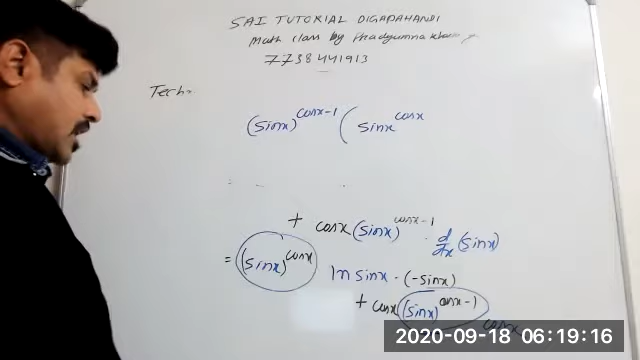 SAI TUTORIAL DIGAPAHANDI
Math class by Pradyumna
7738441913
Tech:-
(sinx)^cosx-1 ( sinx^cosx
+ cosx (sinx)^cosx-1 . d/dx (sinx)
= (sinx)^cosx ln sinx . (-sinx)
+ cosx (sinx)^cosx-1 cosx
2020-09-18 06:19:16